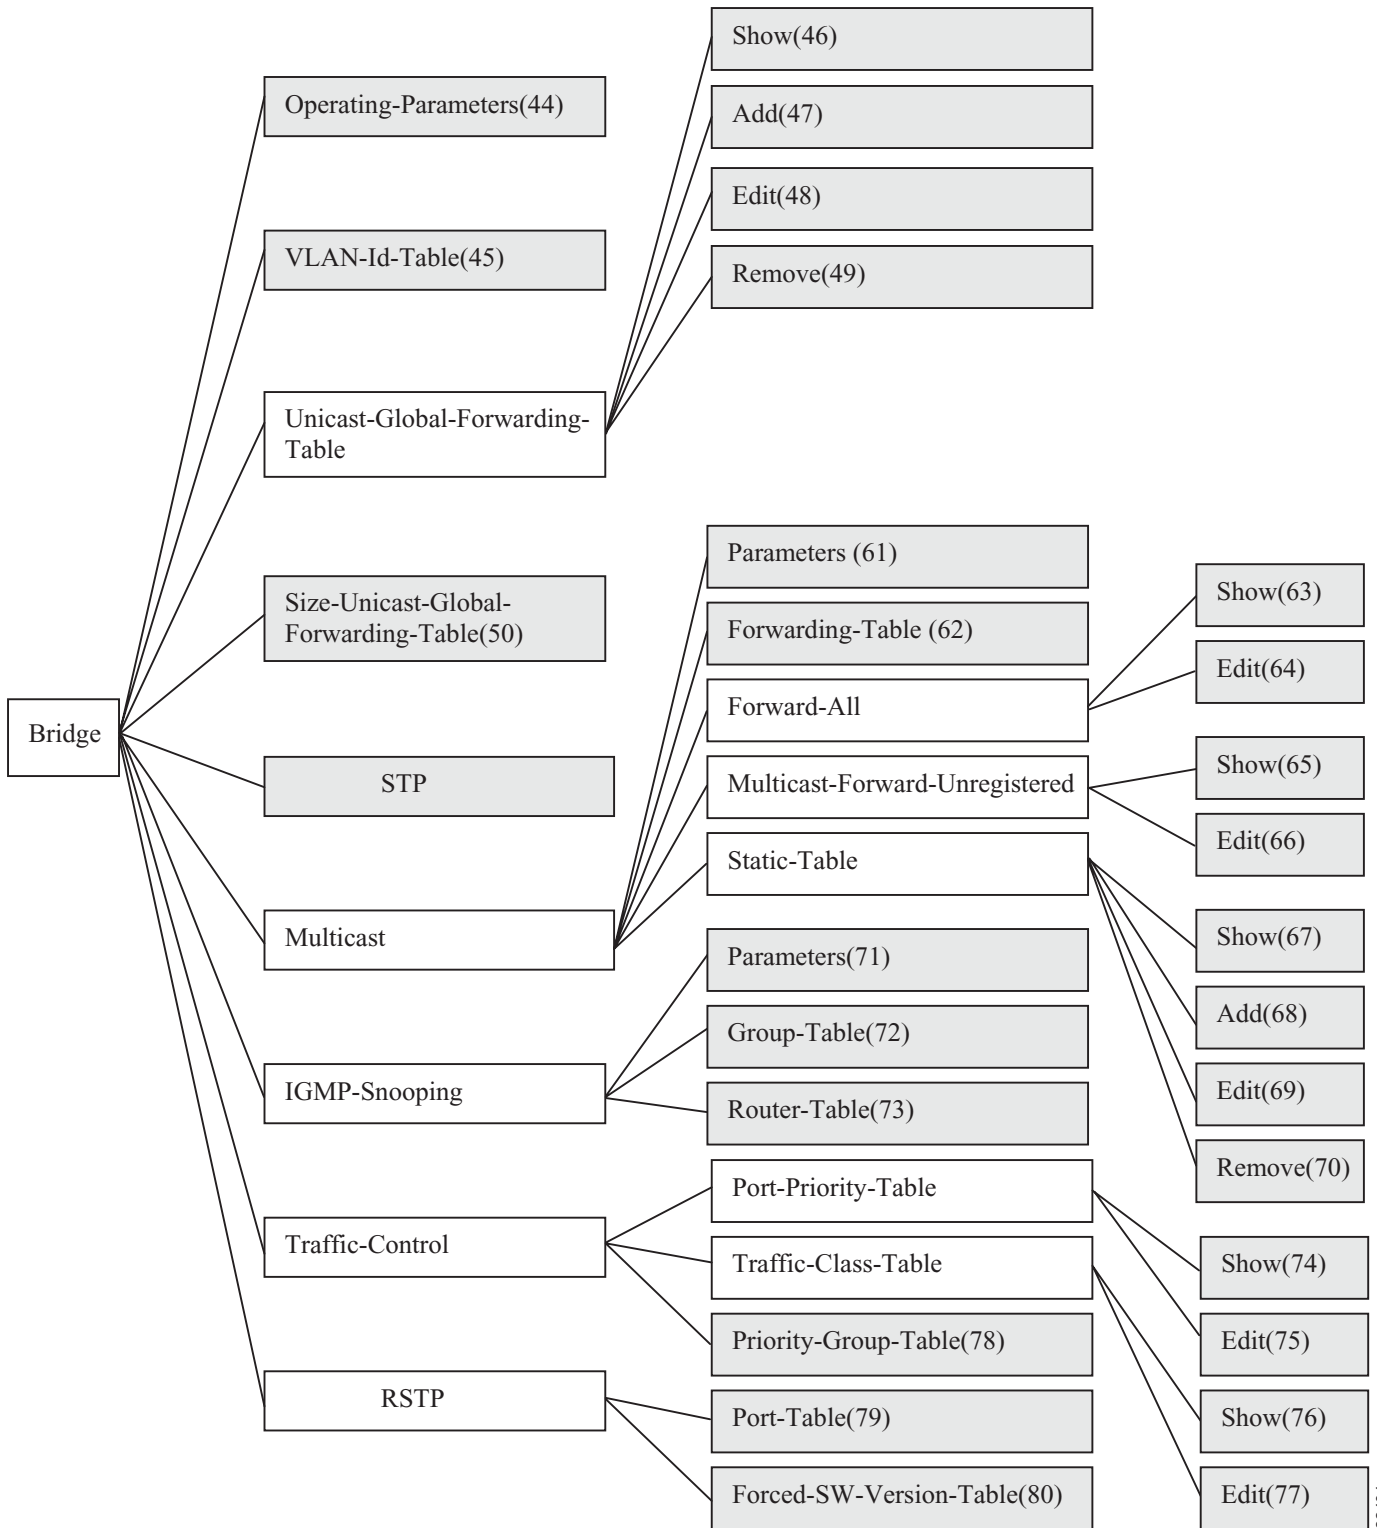 Bridge
Operating-Parameters(44)
VLAN-Id-Table(45)
Unicast-Global-Forwarding-
Table
Show(46)
Add(47)
Edit(48)
Remove(49)
Size-Unicast-Global-
Forwarding-Table(50)
STP
Multicast
Parameters (61)
Forwarding-Table (62)
Forward-All
Show(63)
Edit(64)
Multicast-Forward-Unregistered
Show(65)
Edit(66)
Static-Table
Show(67)
Add(68)
Edit(69)
Remove(70)
IGMP-Snooping
Parameters(71)
Group-Table(72)
Router-Table(73)
Traffic-Control
Port-Priority-Table
Show(74)
Edit(75)
Traffic-Class-Table
Show(76)
Edit(77)
Priority-Group-Table(78)
RSTP
Port-Table(79)
Forced-SW-Version-Table(80)